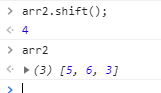 > arr2.shift();
< 4
> arr2
< ▶ (3) [5, 6, 3]
>